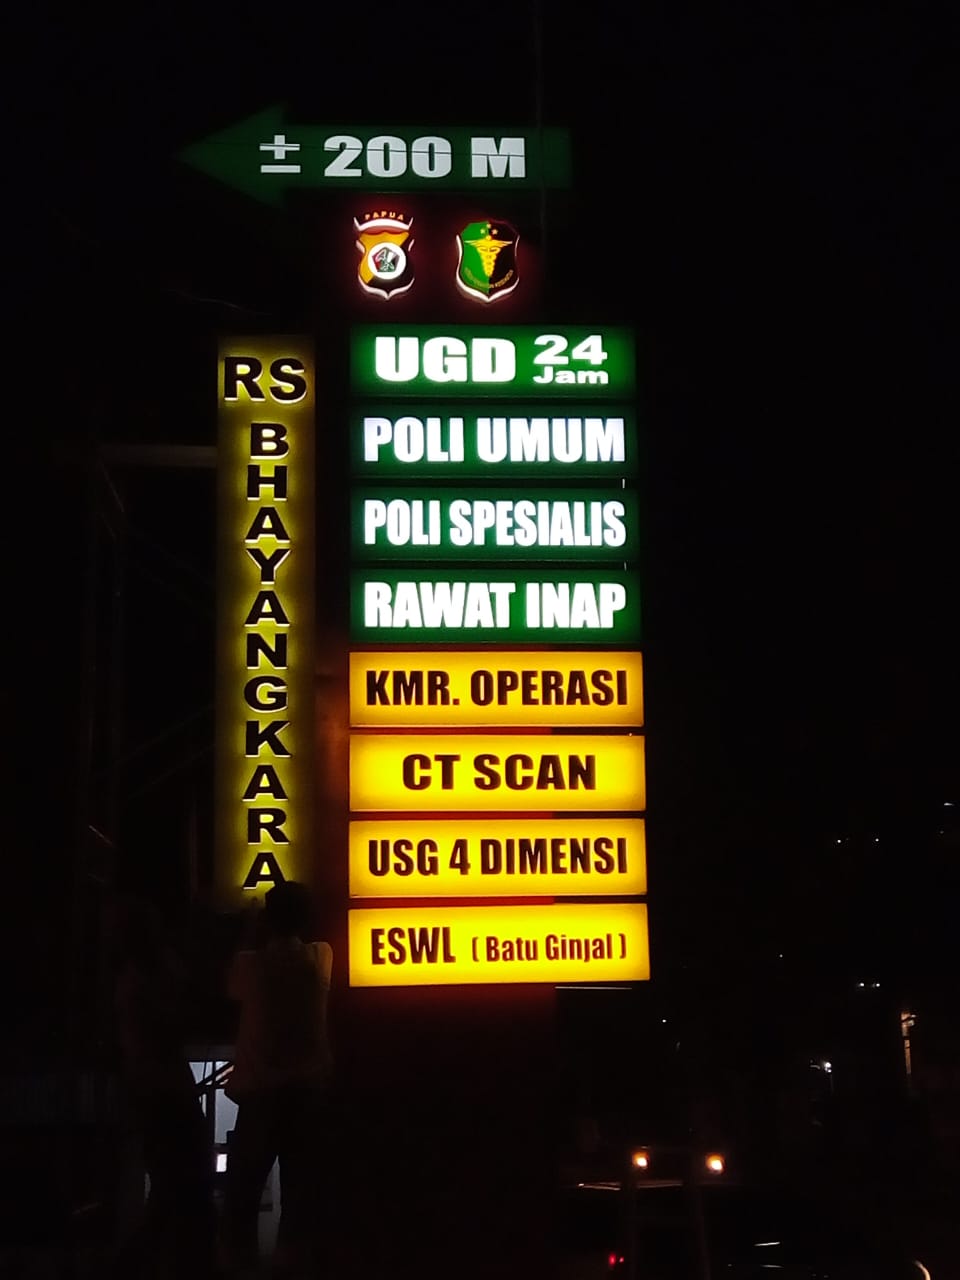 ± 200 M
PAPUA
RS
BHAYANGKARA
UGD 24 Jam
POLI UMUM
POLI SPESIALIS
RAWAT INAP
KMR. OPERASI
CT SCAN
USG 4 DIMENSI
ESWL ( Batu Ginjal )